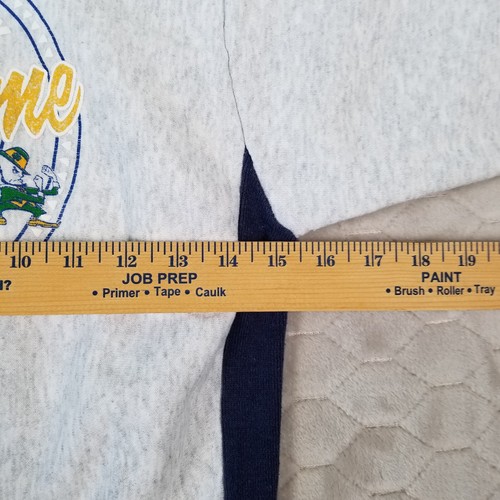 me
10 11 12 13 14 15 16 17 18 19
JOB PREP PAINT
• Primer • Tape • Caulk • Brush • Roller • Tray